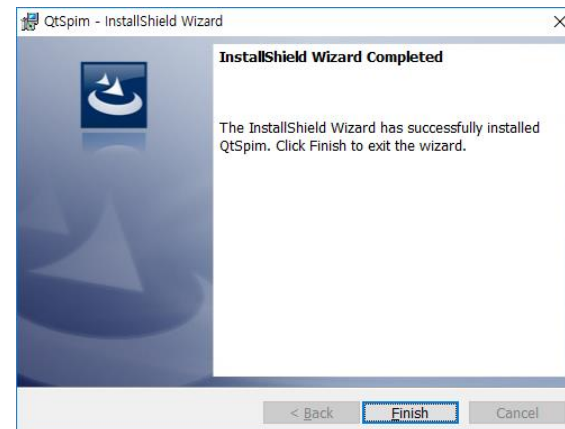 QtSpim - InstallShield Wizard
InstallShield Wizard Completed
The InstallShield Wizard has successfully installed
QtSpim. Click Finish to exit the wizard.
< Back Finish Cancel